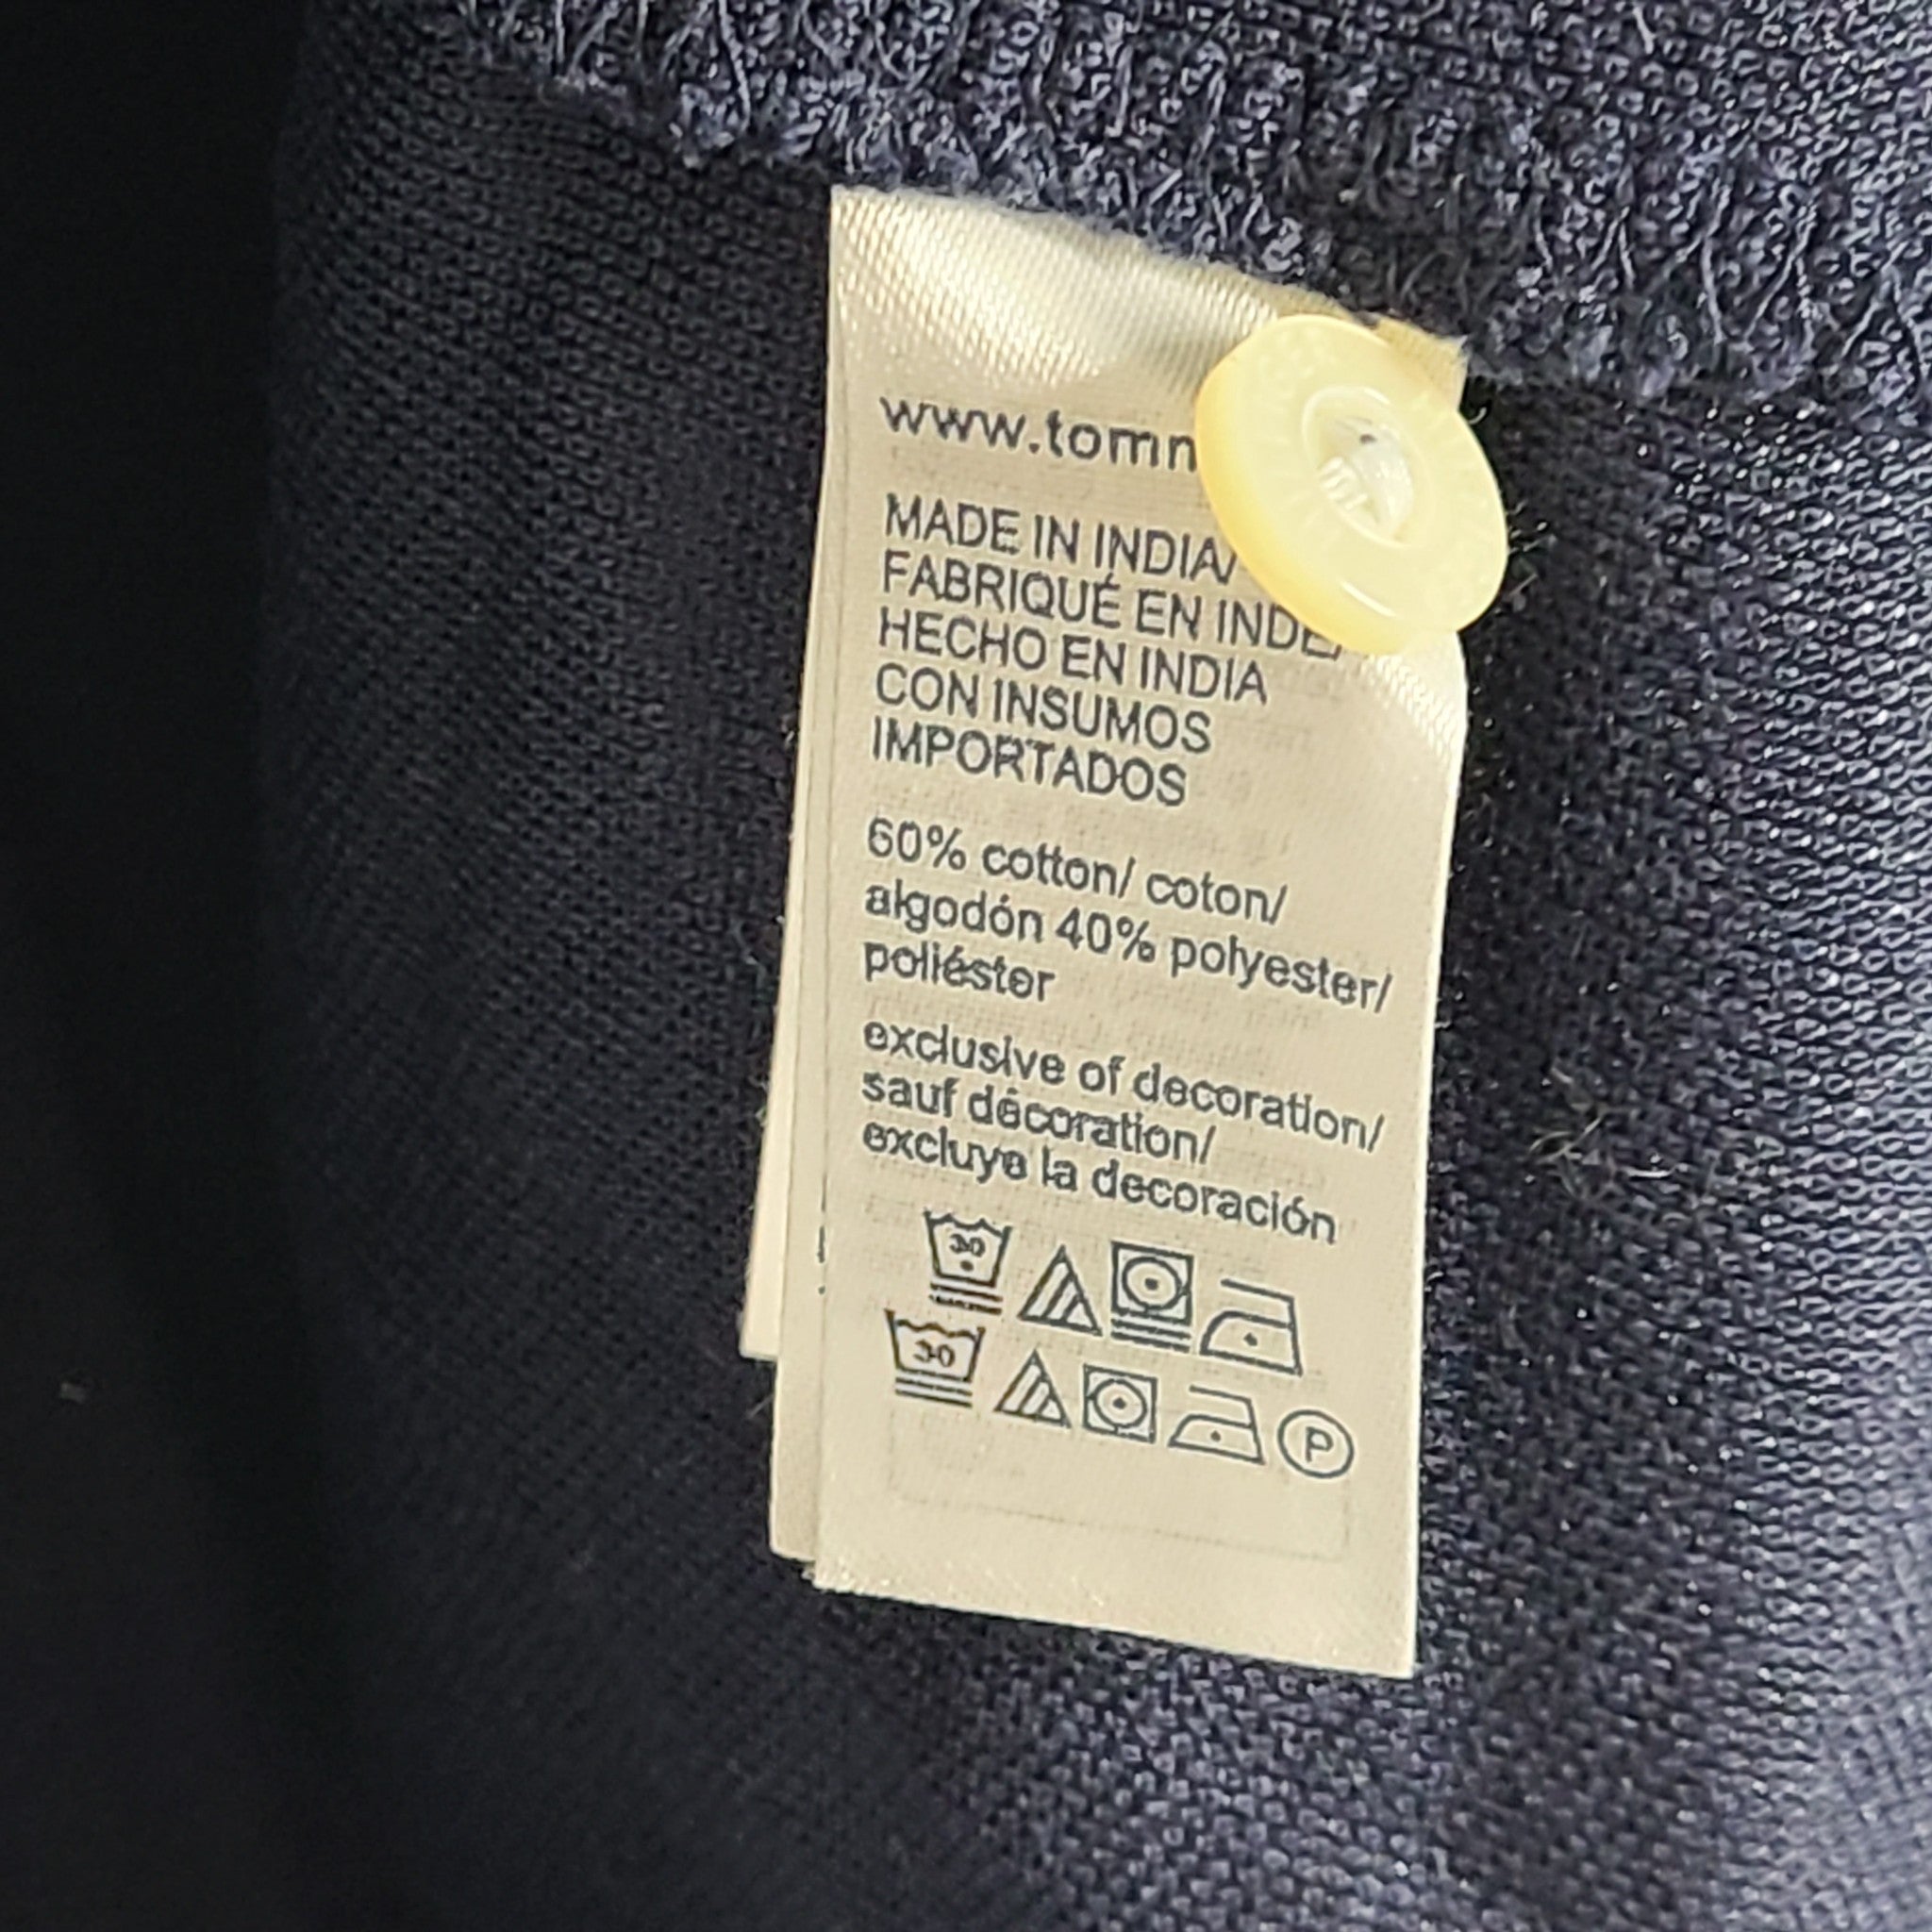 www.tomm
MADE IN INDIA/
FABRIQUÉ EN INDE/
HECHO EN INDIA
CON INSUMOS
IMPORTADOS
60% cotton/ coton/
algodón 40% polyester/
poliéster
exclusive of decoration/
sauf décoration/
excluye la decoración
30
30
P